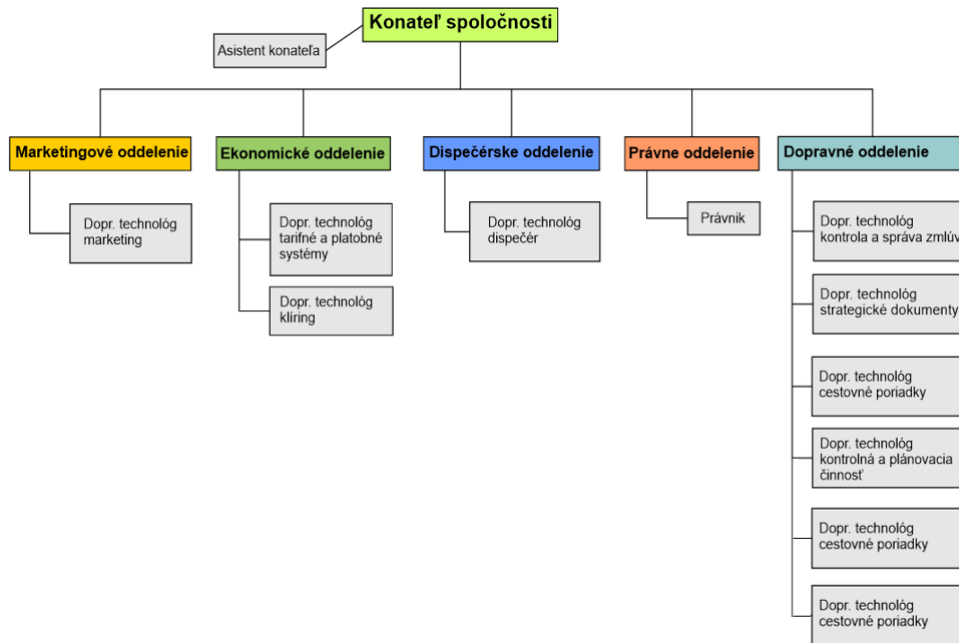 Konateľ spoločnosti
Asistent konateľa
Marketingové oddelenie
Ekonomické oddelenie
Dispečérske oddelenie
Právne oddelenie
Dopravné oddelenie
Dopr. technológ
marketing
Dopr. technológ
tarifné a platobné
systémy
Dopr. technológ
klíring
Dopr. technológ
dispečér
Právnik
Dopr. technológ
kontrola a správa zmlúv
Dopr. technológ
strategické dokumenty
Dopr. technológ
cestovné poriadky
Dopr. technológ
kontrolná a plánovacia
činnosť
Dopr. technológ
cestovné poriadky
Dopr. technológ
cestovné poriadky